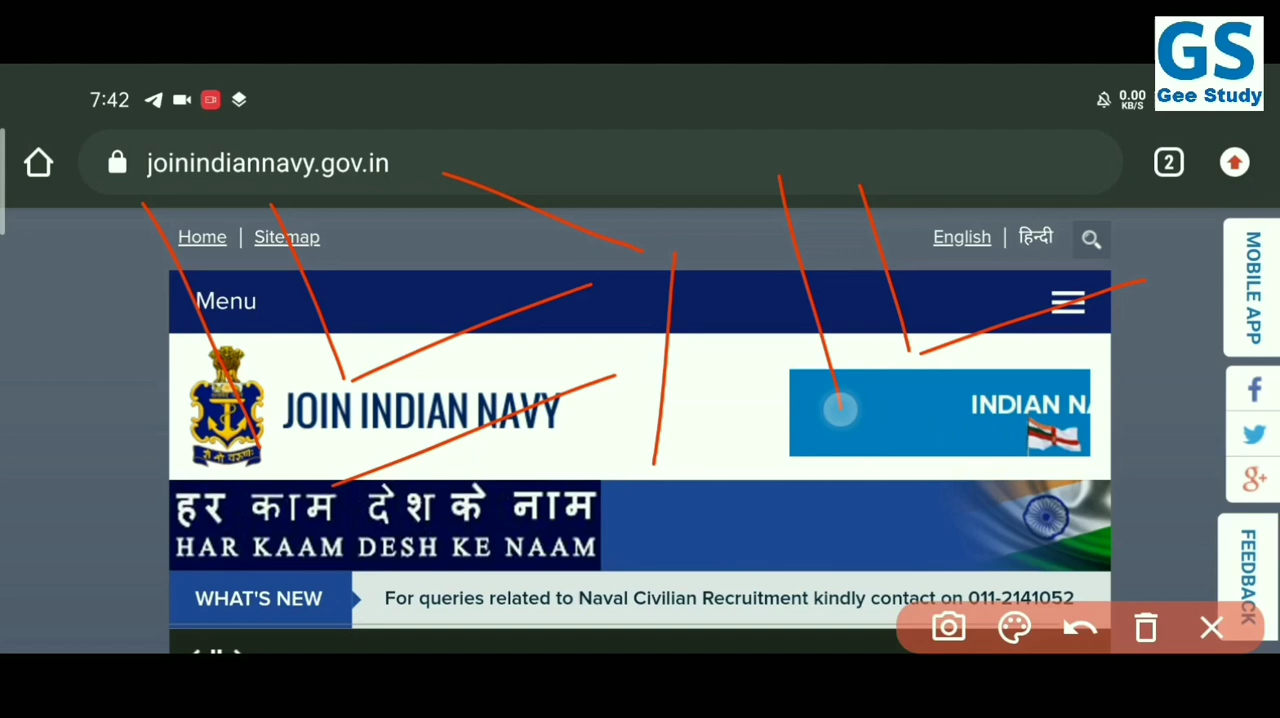 GS
Gee Study
7:42
0.00
KB/S
joinindiannavy.gov.in
2
Home | Sitemap
English | हिन्दी
Menu
MOBILE APP
JOIN INDIAN NAVY
INDIAN NA
हर काम देश के नाम
HAR KAAM DESH KE NAAM
WHAT'S NEW
For queries related to Naval Civilian Recruitment kindly contact on 011-2141052
FEEDBACK